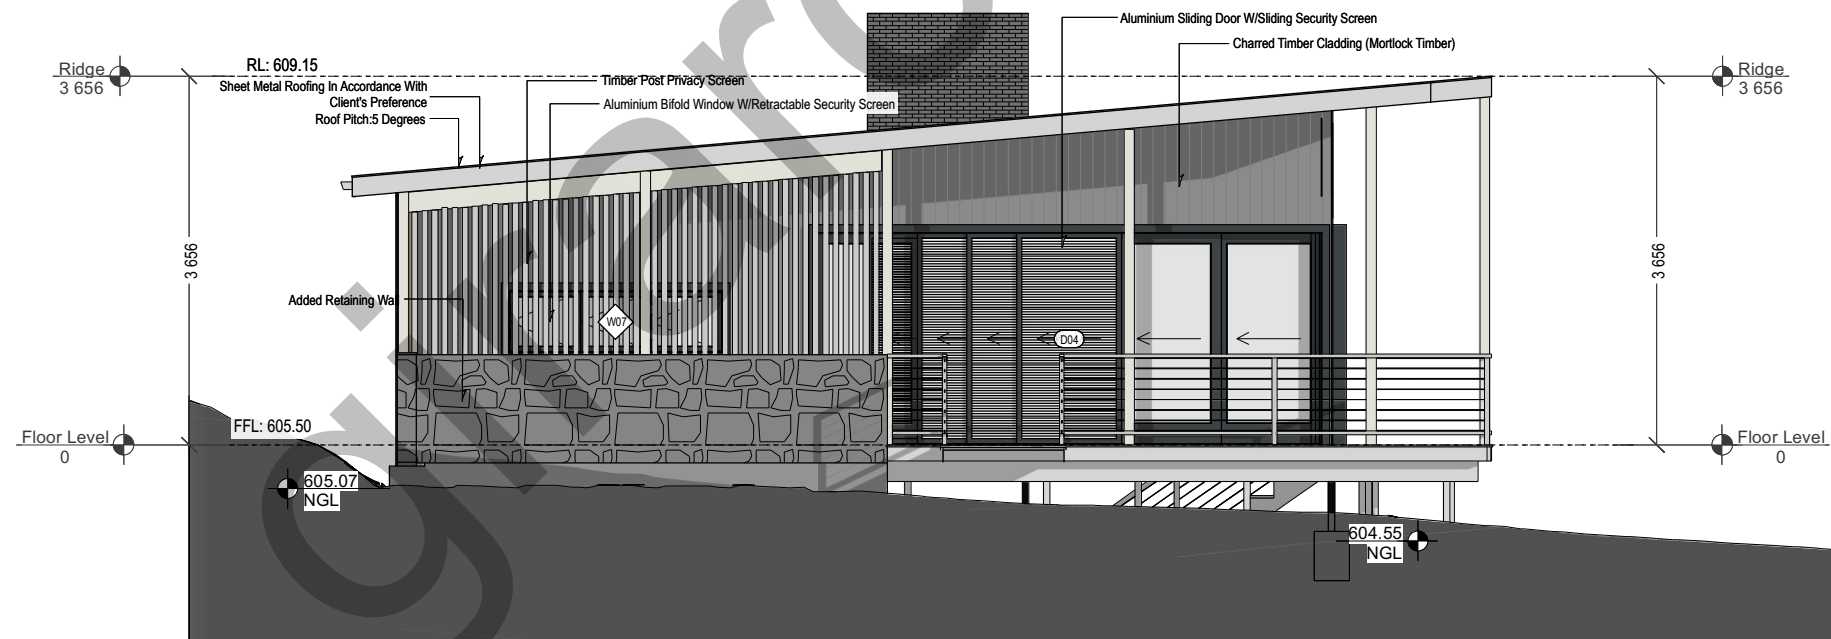 Aluminium Sliding Door W/Sliding Security Screen
Charred Timber Cladding (Mortlock Timber)
Ridge
3 656
RL: 609.15
Sheet Metal Roofing In Accordance With
Client's Preference
Roof Pitch:5 Degrees
Timber Post Privacy Screen
Aluminium Bifold Window W/Retractable Security Screen
Ridge
3 656
3 656
3 656
Added Retaining Wa
W07
D04
FFL: 605.50
Floor Level
0
Floor Level
0
605.07
NGL
604.55
NGL